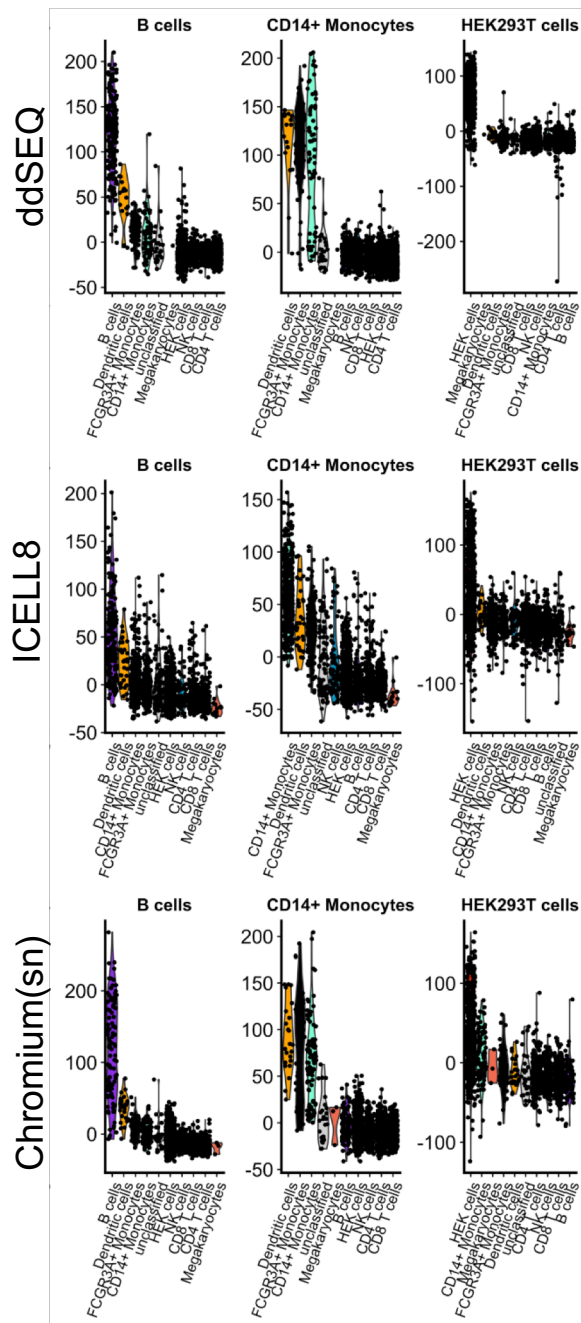 ddSEQ
B cells
200
150
100
50
0
-50
B cells
Dendritic cells
FCGR3A+ Monocytes
CD14+ Monocytes
unclassified
Megakaryocytes
HEK cells
NK cells
CD8 T cells
CD4 T cells
CD14+ Monocytes
200
150
100
50
0
Dendritic cells
FCGR3A+ Monocytes
CD14+ Monocytes
unclassified
Megakaryocytes
B cells
NK cells
CD8 T cells
HEK cells
CD4 T cells
HEK293T cells
100
0
-100
-200
HEK cells
Megakaryocytes
Dendritic cells
FCGR3A+ Monocytes
unclassified
CD8 T cells
NK cells
CD14+ Monocytes
CD4 T cells
B cells
ICELL8
B cells
200
150
100
50
0
-50
B cells
Dendritic cells
CD14+ Monocytes
FCGR3A+ Monocytes
unclassified
HEK cells
NK cells
CD4 T cells
CD8 T cells
Megakaryocytes
CD14+ Monocytes
150
100
50
0
-50
CD14+ Monocytes
Dendritic cells
FCGR3A+ Monocytes
unclassified
NK cells
HEK cells
B cells
CD4 T cells
CD8 T cells
Megakaryocytes
HEK293T cells
100
0
-100
HEK cells
Dendritic cells
CD14+ Monocytes
FCGR3A+ Monocytes
NK cells
CD4 T cells
CD8 T cells
B cells
unclassified
Megakaryocytes
Chromium(sn)
B cells
200
100
0
B cells
Dendritic cells
FCGR3A+ Monocytes
CD14+ Monocytes
unclassified
HEK cells
NK cells
CD8 T cells
CD4 T cells
Megakaryocytes
CD14+ Monocytes
200
150
100
50
0
-50
Dendritic cells
FCGR3A+ Monocytes
CD14+ Monocytes
unclassified
Megakaryocytes
B cells
HEK cells
NK cells
CD4 T cells
CD8 T cells
HEK293T cells
100
0
-100
HEK cells
CD14+ Monocytes
Megakaryocytes
FCGR3A+ Monocytes
Dendritic cells
unclassified
CD4 T cells
NK cells
CD8 T cells
B cells